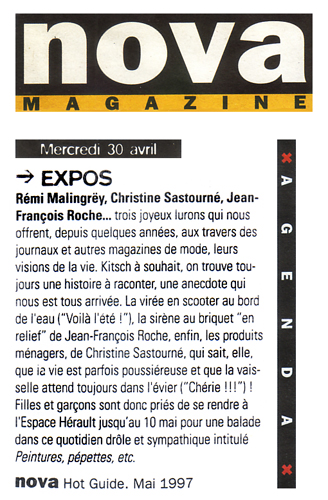 nova
MAGAZINE
Mercredi 30 avril
→ EXPOS
Rémi Malingrëy, Christine Sastourné, Jean-
François Roche... trois joyeux lurons qui nous
offrent, depuis quelques années, aux travers des
journaux et autres magazines de mode, leurs
visions de la vie. Kitsch à souhait, on trouve tou-
jours une histoire à raconter, une anecdote qui
nous est tous arrivée. La virée en scooter au bord
de l'eau ("Voilà l'été !"), la sirène au briquet "en
relief" de Jean-François Roche, enfin, les produits
ménagers, de Christine Sastourné, qui sait, elle,
que la vie est parfois poussiéreuse et que la vais-
selle attend toujours dans l'évier ("Chérie !!!") !
Filles et garçons sont donc priés de se rendre à
l'Espace Hérault jusqu'au 10 mai pour une balade
dans ce quotidien drôle et sympathique intitulé
Peintures, pépettes, etc.
nova Hot Guide. Mai 1997
AGENDA